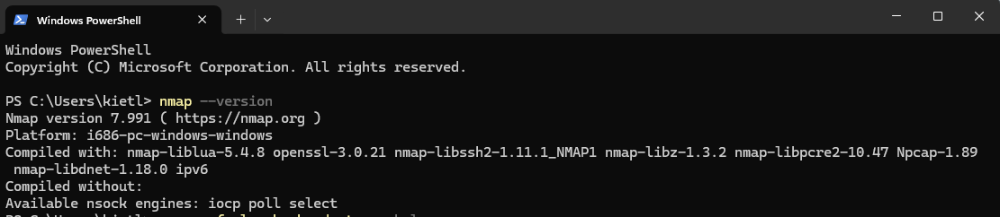 Windows PowerShell
Windows PowerShell
Copyright (C) Microsoft Corporation. All rights reserved.
PS C:\Users\kietl> nmap --version
Nmap version 7.991 ( https://nmap.org )
Platform: i686-pc-windows-windows
Compiled with: nmap-liblua-5.4.8 openssl-3.0.21 nmap-libssh2-1.11.1_NMAP1 nmap-libz-1.3.2 nmap-libpcre2-10.47 Npcap-1.89
nmap-libdnet-1.18.0 ipv6
Compiled without:
Available nsock engines: iocp poll select
PS C:\Users\kietl>